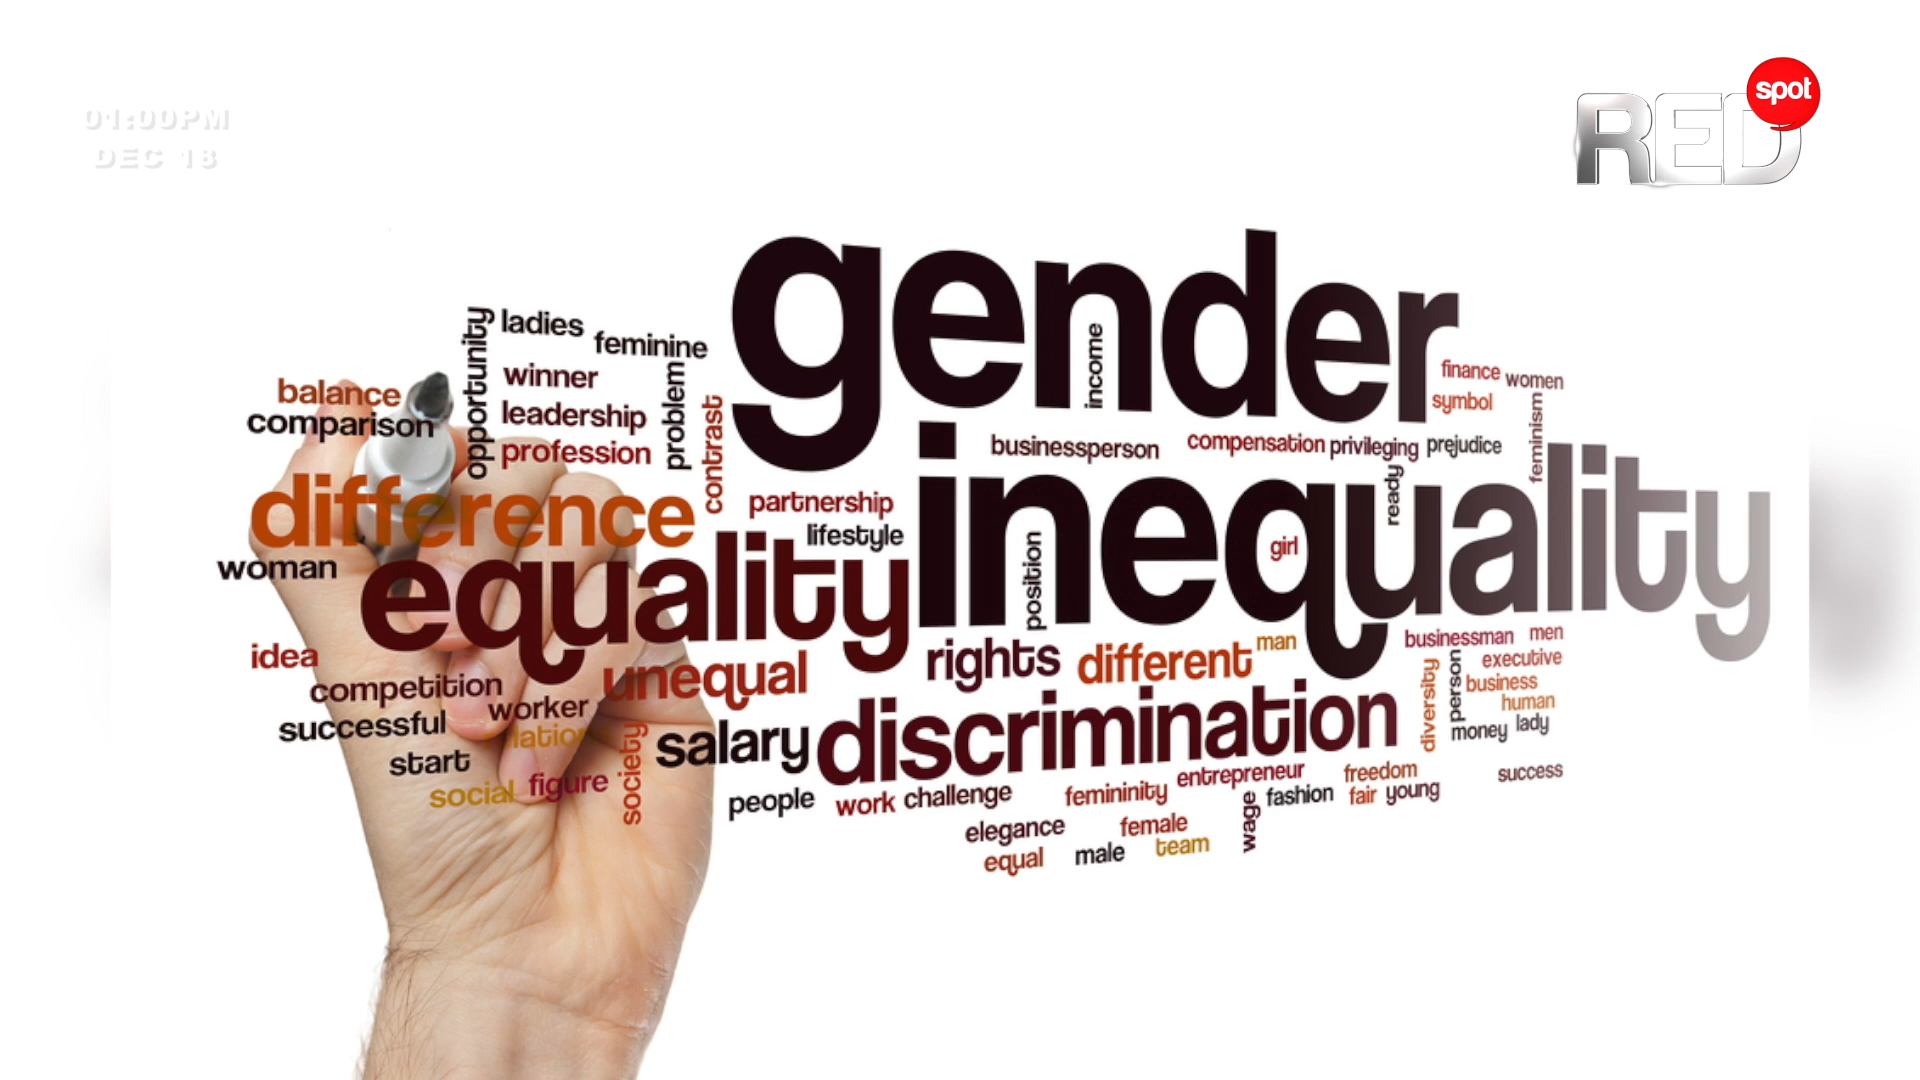 01:00PM
DEC 18
RED
spot
gender
inequality
opportunity
ladies
feminine
winner
leadership
profession
problem
contrast
balance
comparison
difference
woman
equality
partnership
lifestyle
income
businessperson
compensation
privileging
prejudice
finance
women
symbol
feminism
ready
girl
position
idea
competition
successful
worker
start
social
figure
society
unequal
salary
rights
different
man
discrimination
businessman
men
executive
diversity
person
business
human
money
lady
people
work
challenge
femininity
entrepreneur
freedom
success
wage
fashion
fair
young
elegance
female
equal
male
team